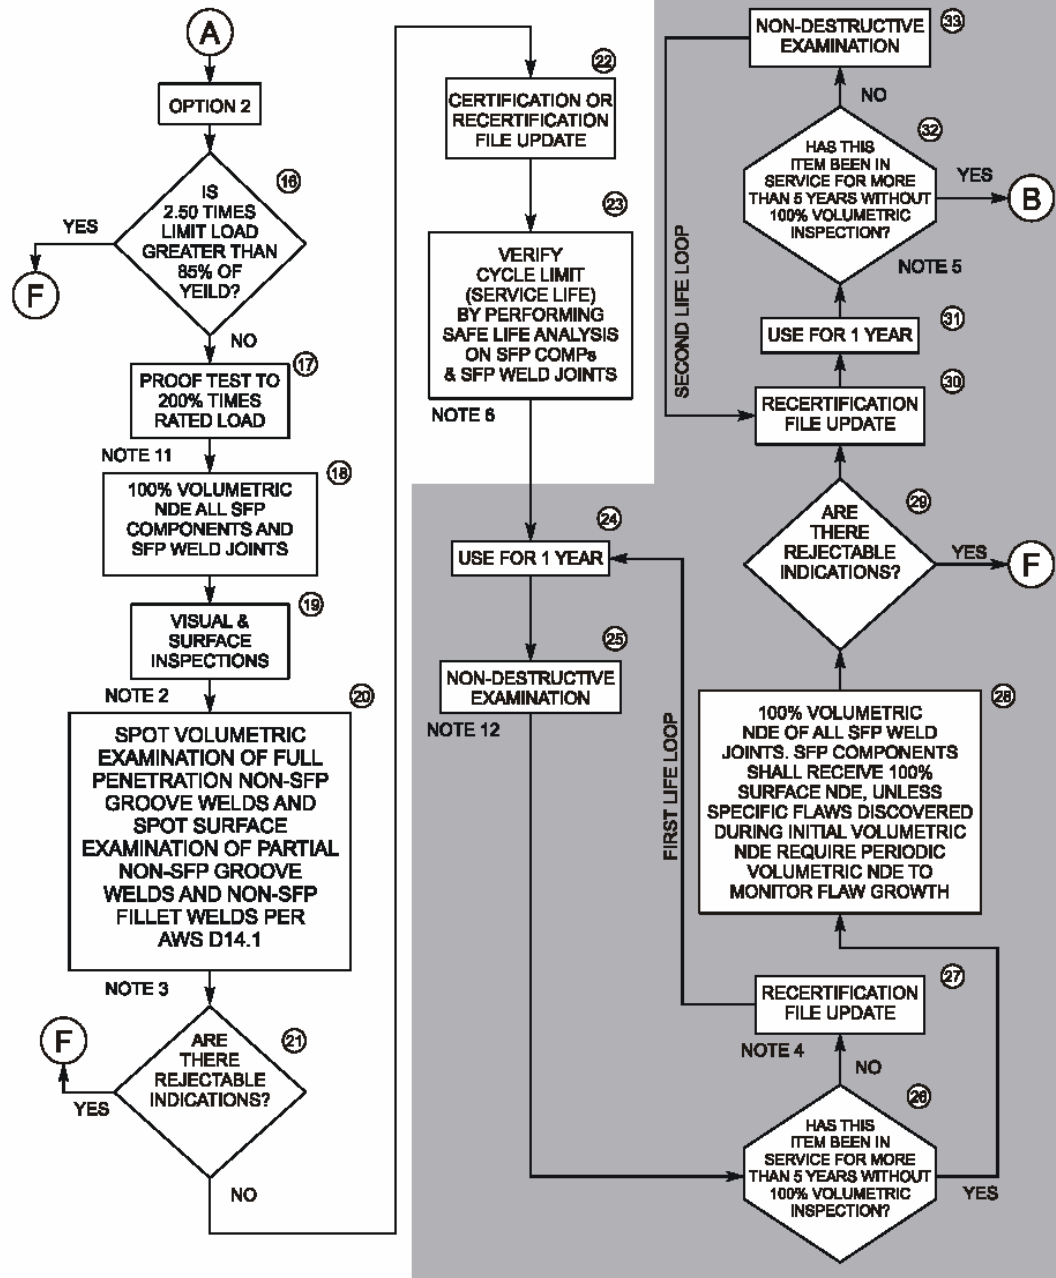 A
OPTION 2
16
IS
2.50 TIMES
LIMIT LOAD
GREATER THAN
85% OF
YEILD?
YES
F
NO
17
PROOF TEST TO
200% TIMES
RATED LOAD
NOTE 11
18
100% VOLUMETRIC
NDE ALL SFP
COMPONENTS AND
SFP WELD JOINTS
19
VISUAL &
SURFACE
INSPECTIONS
NOTE 2
20
SPOT VOLUMETRIC
EXAMINATION OF FULL
PENETRATION NON-SFP
GROOVE WELDS AND
SPOT SURFACE
EXAMINATION OF PARTIAL
NON-SFP GROOVE
WELDS AND NON-SFP
FILLET WELDS PER
AWS D14.1
NOTE 3
21
ARE
THERE
REJECTABLE
INDICATIONS?
F
YES
NO
22
CERTIFICATION OR
RECERTIFICATION
FILE UPDATE
23
VERIFY
CYCLE LIMIT
(SERVICE LIFE)
BY PERFORMING
SAFE LIFE ANALYSIS
ON SFP COMPs
& SFP WELD JOINTS
NOTE 6
24
USE FOR 1 YEAR
25
NON-DESTRUCTIVE
EXAMINATION
NOTE 12
26
HAS THIS
ITEM BEEN IN
SERVICE FOR MORE
THAN 5 YEARS WITHOUT
100% VOLUMETRIC
INSPECTION?
YES
NO
27
RECERTIFICATION
FILE UPDATE
NOTE 4
FIRST LIFE LOOP
28
100% VOLUMETRIC
NDE OF ALL SFP WELD
JOINTS. SFP COMPONENTS
SHALL RECEIVE 100%
SURFACE NDE, UNLESS
SPECIFIC FLAWS DISCOVERED
DURING INITIAL VOLUMETRIC
NDE REQUIRE PERIODIC
VOLUMETRIC NDE TO
MONITOR FLAW GROWTH
29
ARE
THERE
REJECTABLE
INDICATIONS?
YES
F
30
RECERTIFICATION
FILE UPDATE
31
USE FOR 1 YEAR
NOTE 5
32
HAS THIS
ITEM BEEN IN
SERVICE FOR MORE
THAN 5 YEARS WITHOUT
100% VOLUMETRIC
INSPECTION?
YES
B
NO
33
NON-DESTRUCTIVE
EXAMINATION
SECOND LIFE LOOP